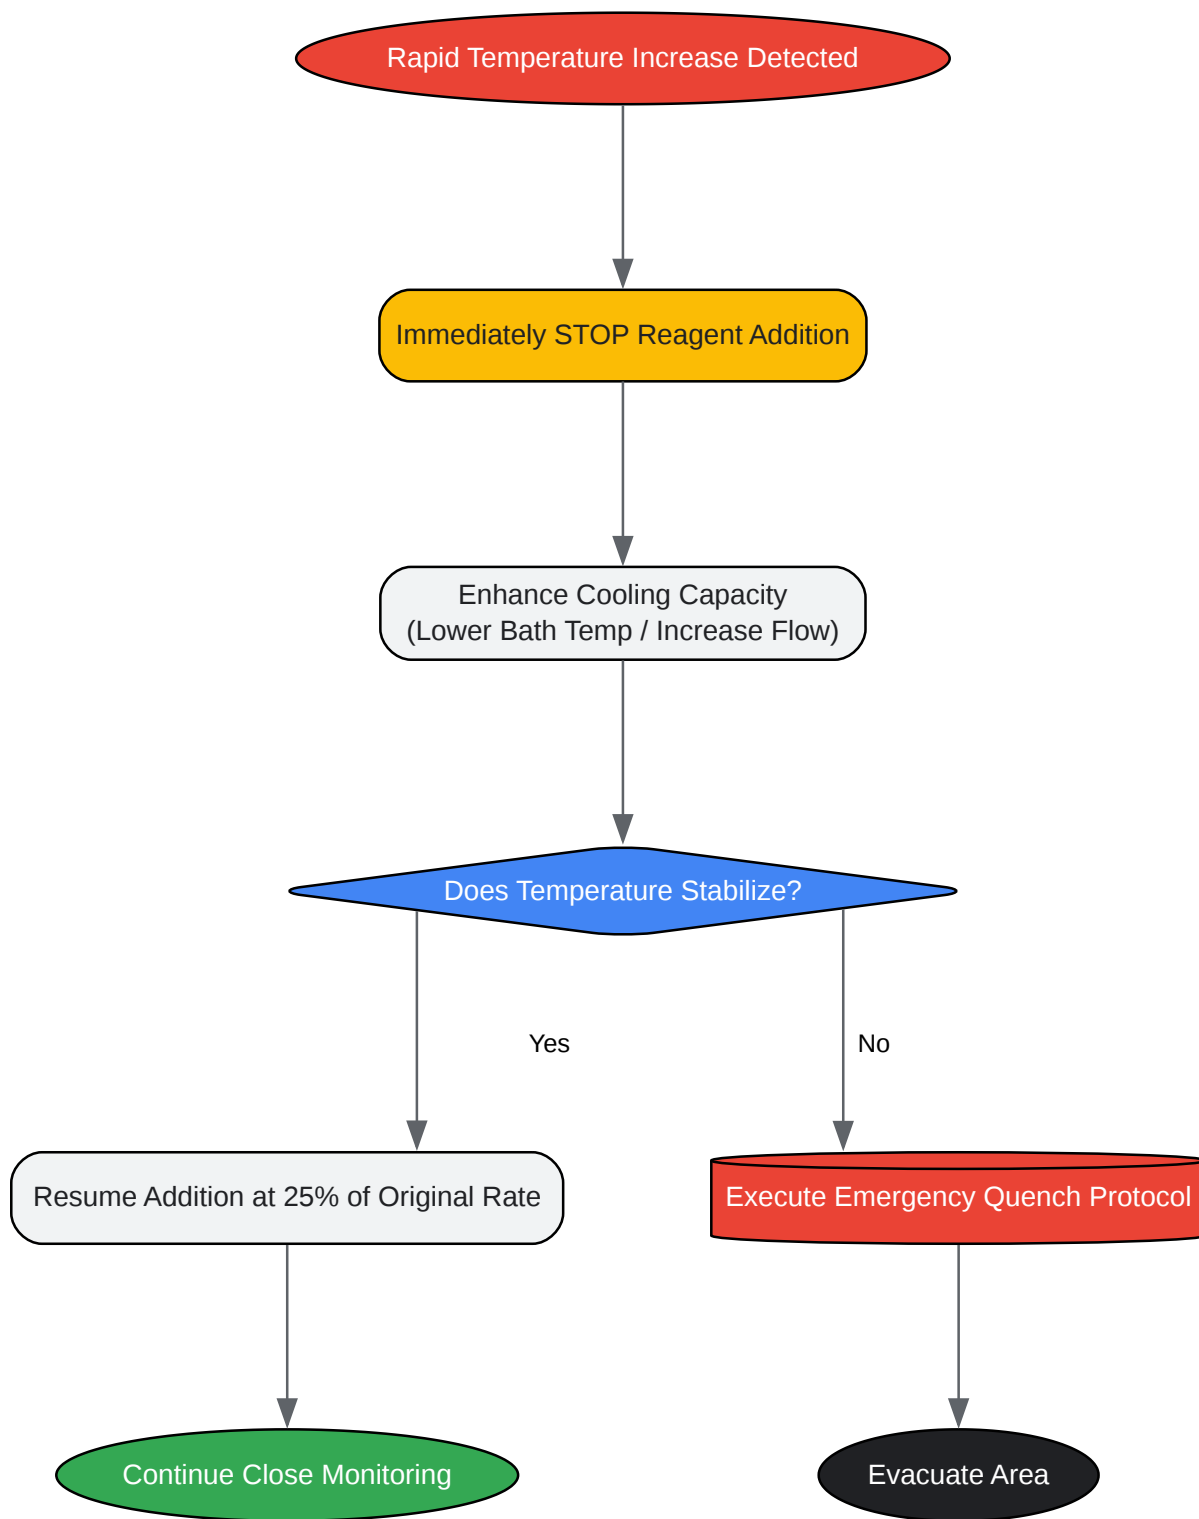 Rapid Temperature Increase Detected
Immediately STOP Reagent Addition
Enhance Cooling Capacity
(Lower Bath Temp / Increase Flow)
Does Temperature Stabilize?
Yes
No
Resume Addition at 25% of Original Rate
Execute Emergency Quench Protocol
Continue Close Monitoring
Evacuate Area